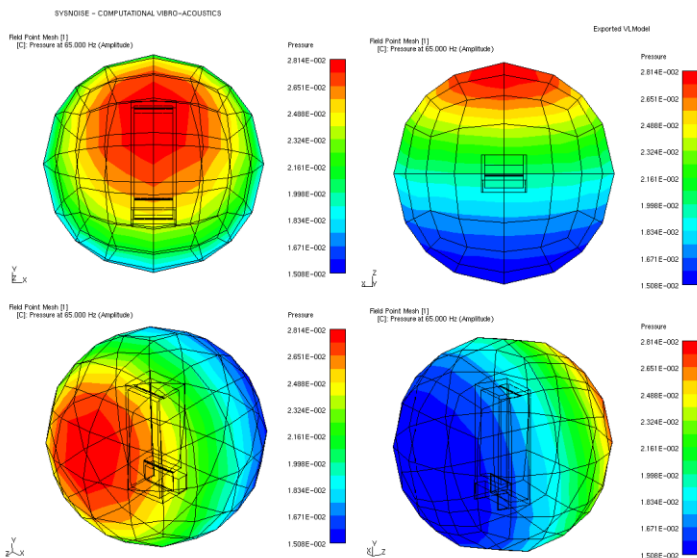 SYSNOISE - COMPUTATIONAL VIBRO-ACOUSTICS
Exported VLModel
Field Point Mesh [1]
[C]: Pressure at 65.000 Hz (Amplitude)
Pressure
2.814E-002
2.651E-002
2.488E-002
2.324E-002
2.161E-002
1.998E-002
1.834E-002
1.671E-002
1.508E-002
Y
Z
X
Field Point Mesh [1]
[C]: Pressure at 65.000 Hz (Amplitude)
Pressure
2.814E-002
2.651E-002
2.488E-002
2.324E-002
2.161E-002
1.998E-002
1.834E-002
1.671E-002
1.508E-002
Z
X Y
Field Point Mesh [1]
[C]: Pressure at 65.000 Hz (Amplitude)
Pressure
2.814E-002
2.651E-002
2.488E-002
2.324E-002
2.161E-002
1.998E-002
1.834E-002
1.671E-002
1.508E-002
Y
Z X
Field Point Mesh [1]
[C]: Pressure at 65.000 Hz (Amplitude)
Pressure
2.814E-002
2.651E-002
2.488E-002
2.324E-002
2.161E-002
1.998E-002
1.834E-002
1.671E-002
1.508E-002
Y
X Z